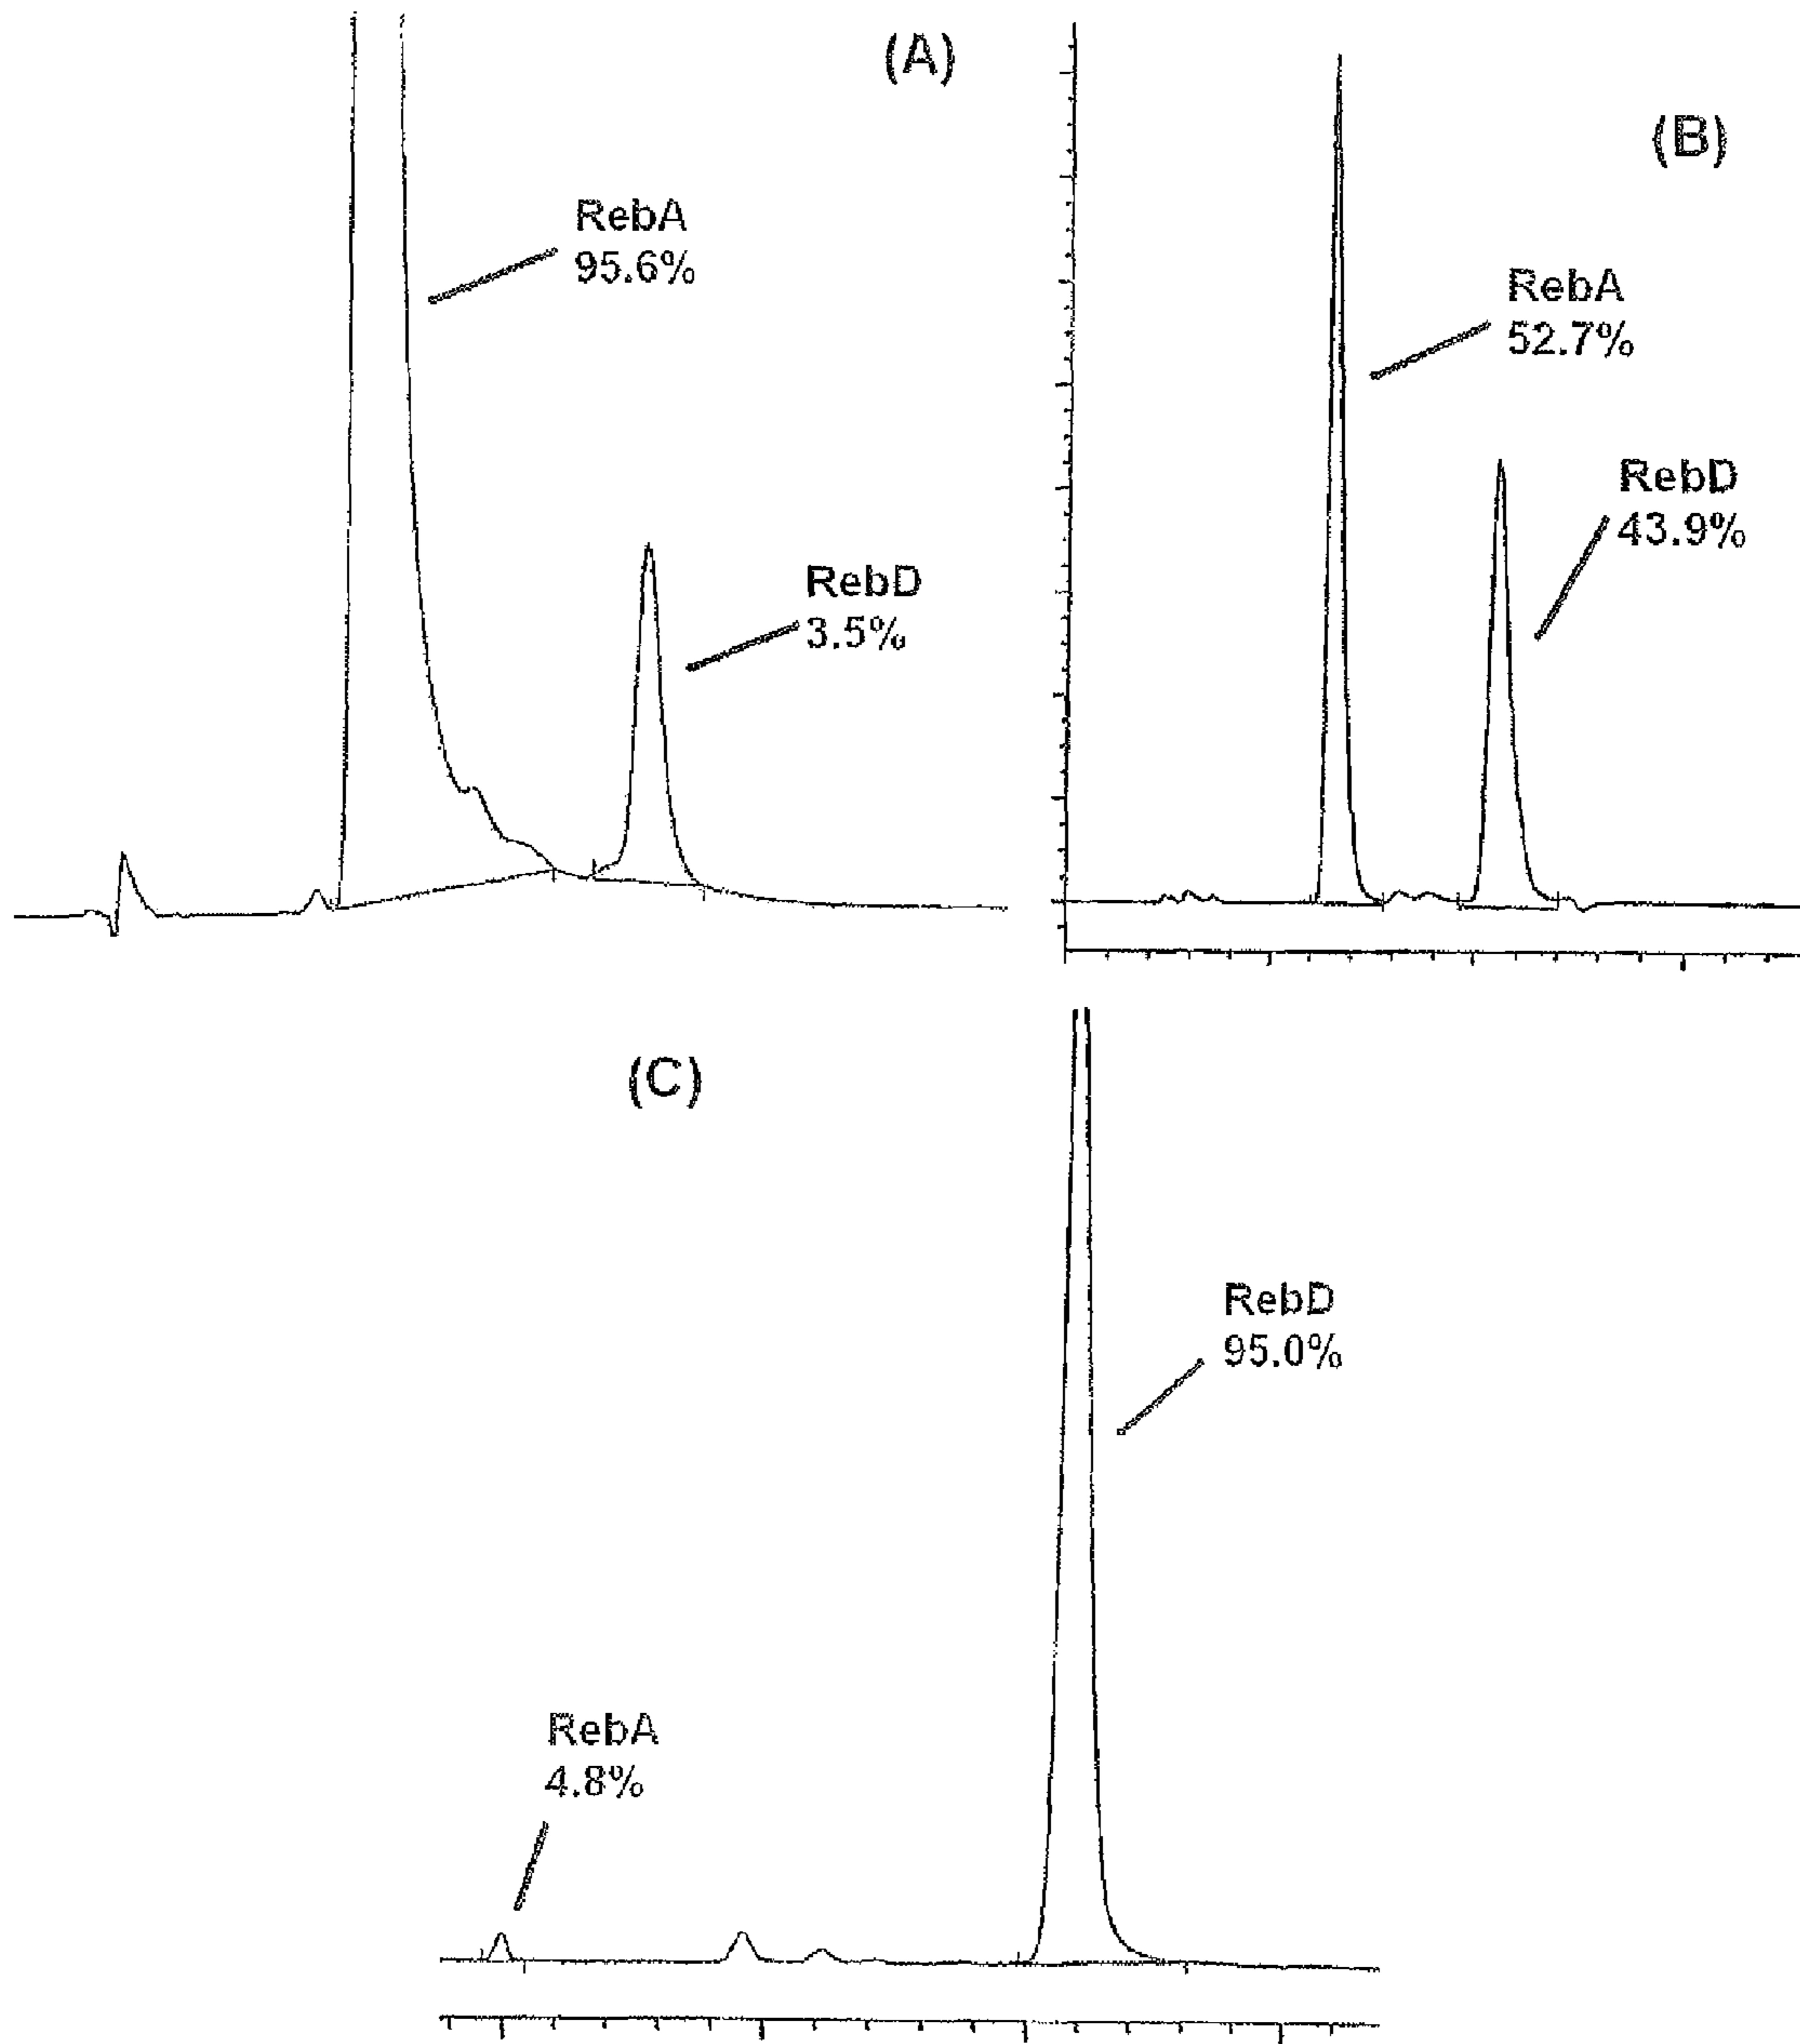 (A)
RebA
95.6%
RebD
3.5%
(B)
RebA
52.7%
RebD
43.9%
(C)
RebD
95.0%
RebA
4.8%